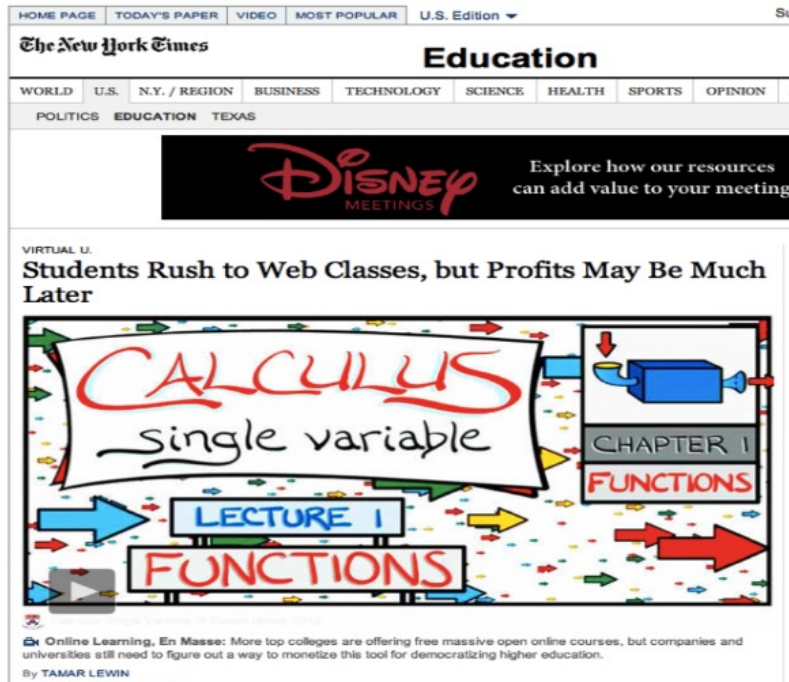 HOME PAGE TODAY'S PAPER VIDEO MOST POPULAR U.S. Edition
The New York Times
Education
WORLD U.S. N.Y. / REGION BUSINESS TECHNOLOGY SCIENCE HEALTH SPORTS OPINION
POLITICS EDUCATION TEXAS
DISNEY
MEETINGS
Explore how our resources
can add value to your meeting
VIRTUAL U.
Students Rush to Web Classes, but Profits May Be Much
Later
CALCULUS
single variable
CHAPTER 1
FUNCTIONS
LECTURE 1
FUNCTIONS
Online Learning, En Masse: More top colleges are offering free massive open online courses, but companies and
universities still need to figure out a way to monetize this tool for democratizing higher education.
By TAMAR LEWIN